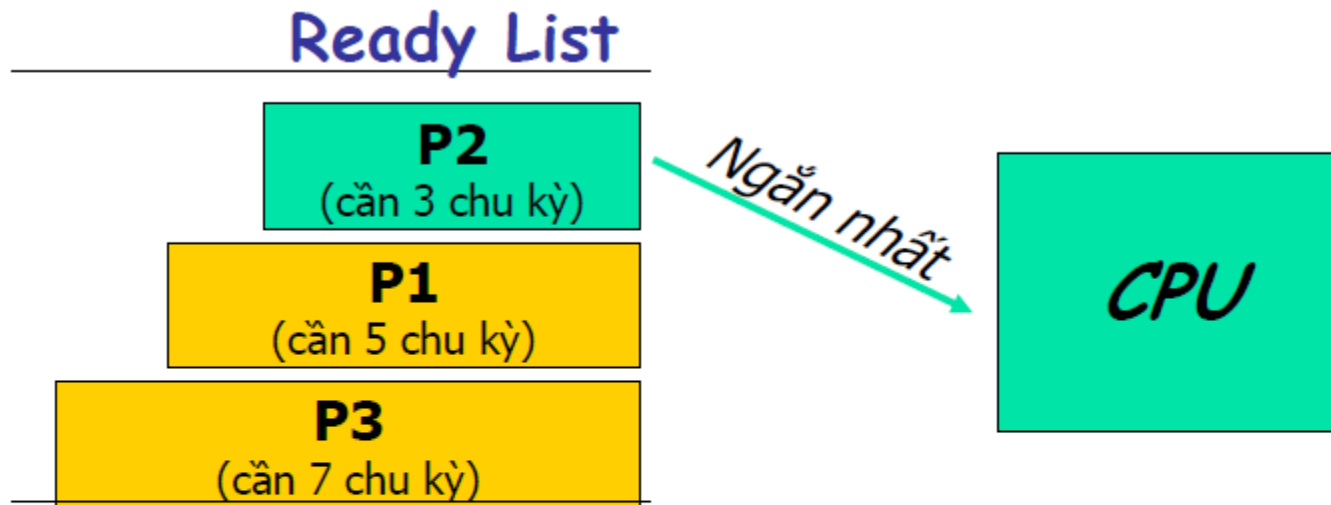 Ready List
P2
(cần 3 chu kỳ)
Ngắn nhất
CPU
P1
(cần 5 chu kỳ)
P3
(cần 7 chu kỳ)